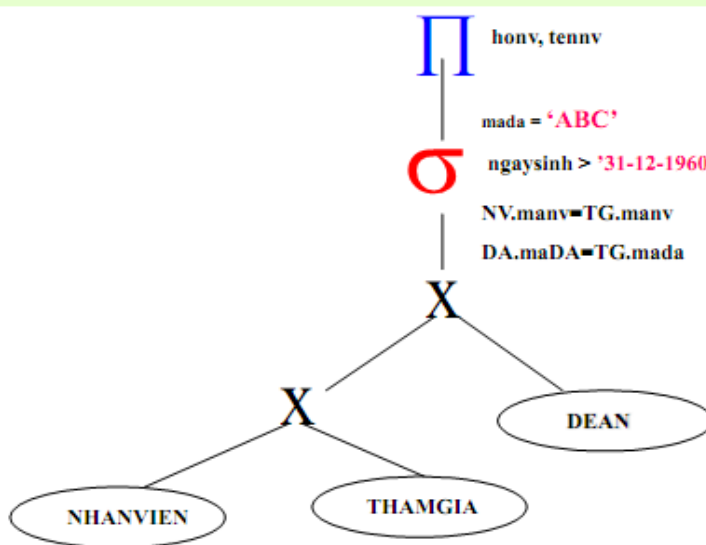 ∏ honv, tennv
mada = ‘ABC’
σ ngaysinh > ’31-12-1960
NV.manv=TG.manv
DA.maDA=TG.mada
X
X
DEAN
NHANVIEN
THAMGIA